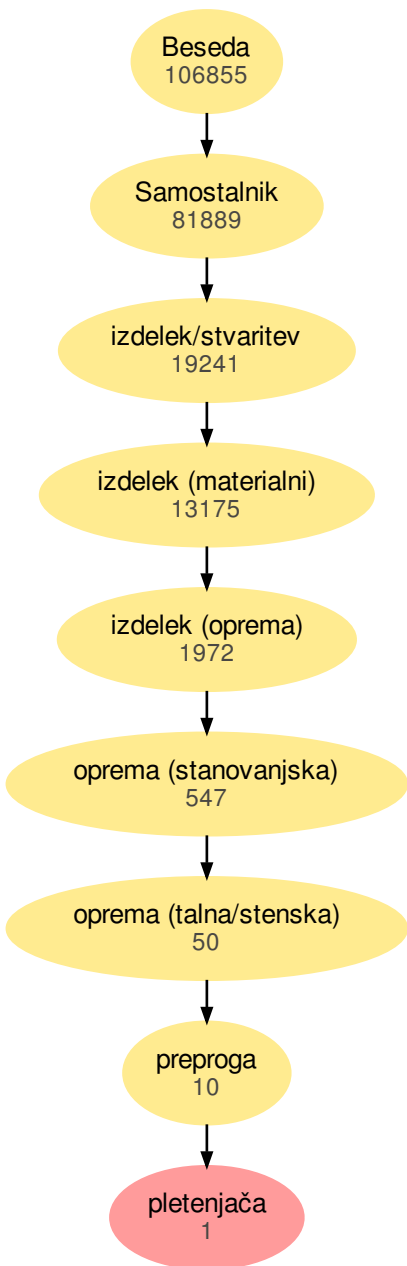 Beseda
106855
Samostalnik
81889
izdelek/stvaritev
19241
izdelek (materialni)
13175
izdelek (oprema)
1972
oprema (stanovanjska)
547
oprema (talna/stenska)
50
preproga
10
pletenjača
1